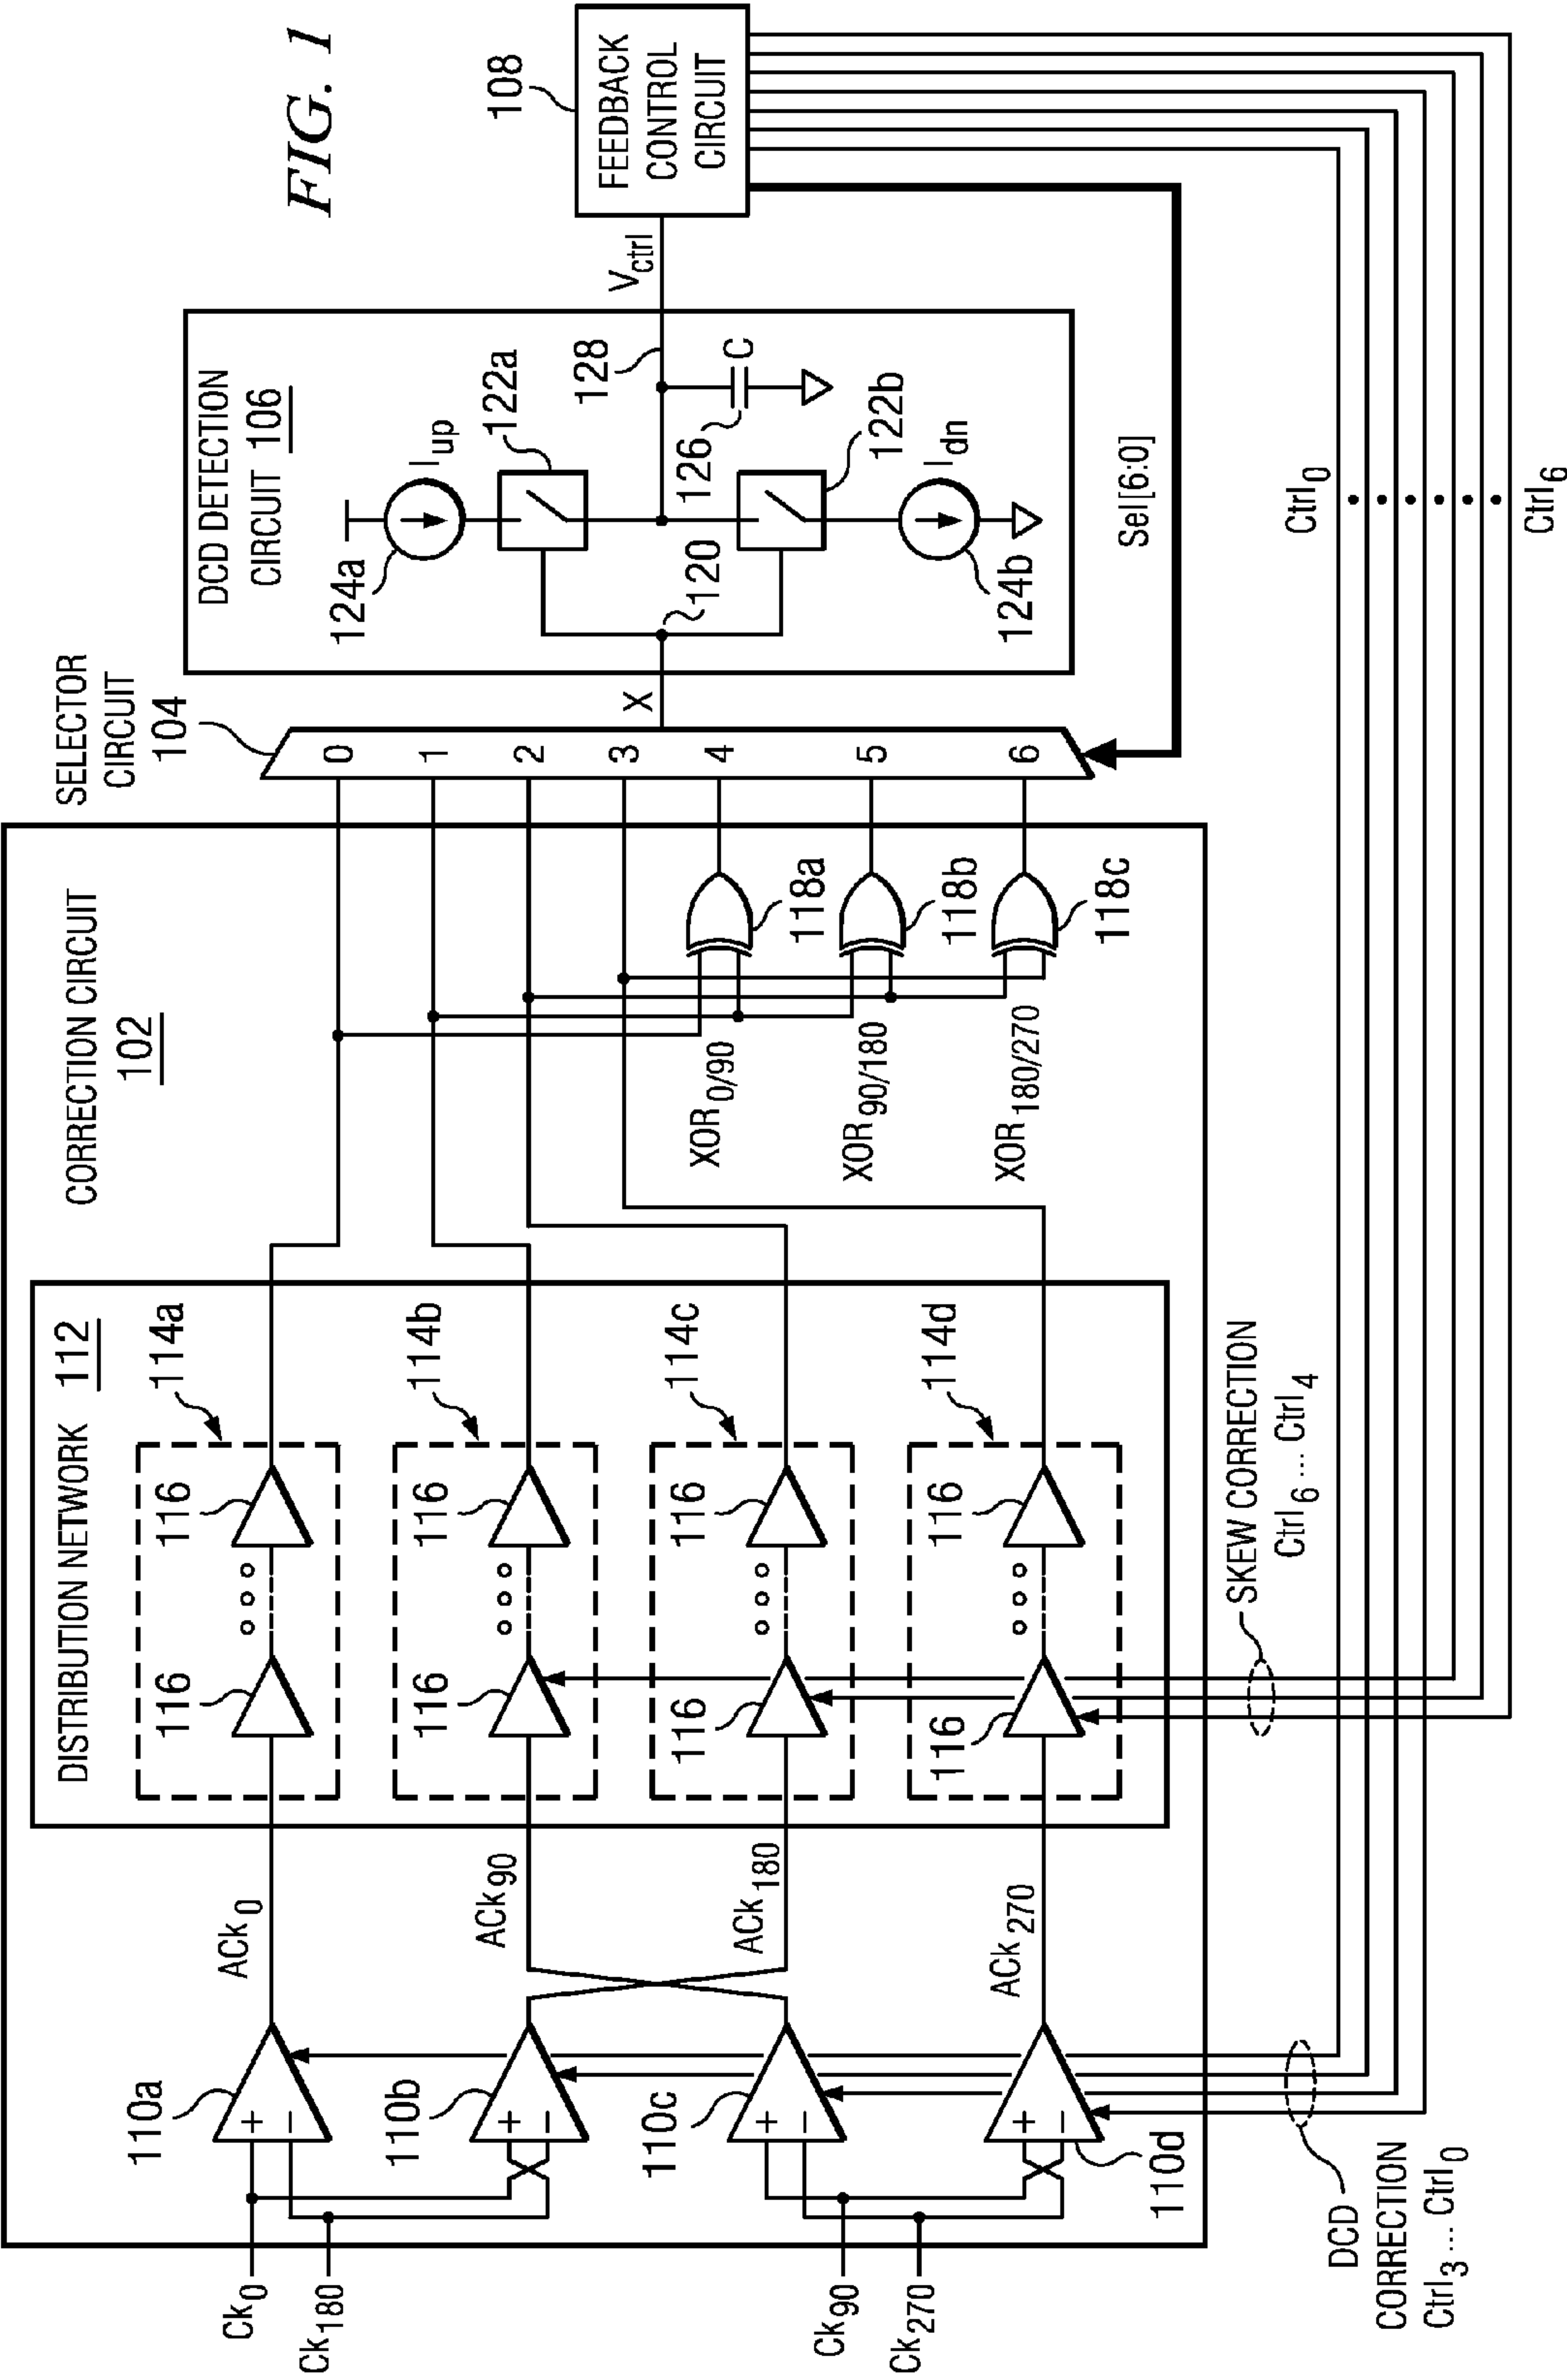 FIG. 1
CORRECTION CIRCUIT
102
DISTRIBUTION NETWORK 112
SELECTOR
CIRCUIT
104
DCD DETECTION
CIRCUIT 106
108
FEEDBACK
CONTROL
CIRCUIT
Ck0
Ck180
Ck90
Ck270
110a
+
−
110b
+
−
110c
+
−
110d
+
−
ACk0
ACk90
ACk180
ACk270
114a
116
116
114b
116
116
114c
116
116
114d
116
116
XOR0/90
118a
XOR90/180
118b
XOR180/270
118c
0
1
2
3
4
5
6
X
120
124a
Iup
122a
128
126
C
122b
124b
Idn
Vctrl
Sel[6:0]
Ctrl0
Ctrl6
SKEW CORRECTION
Ctrl6 ... Ctrl4
DCD
CORRECTION
Ctrl3 ... Ctrl0